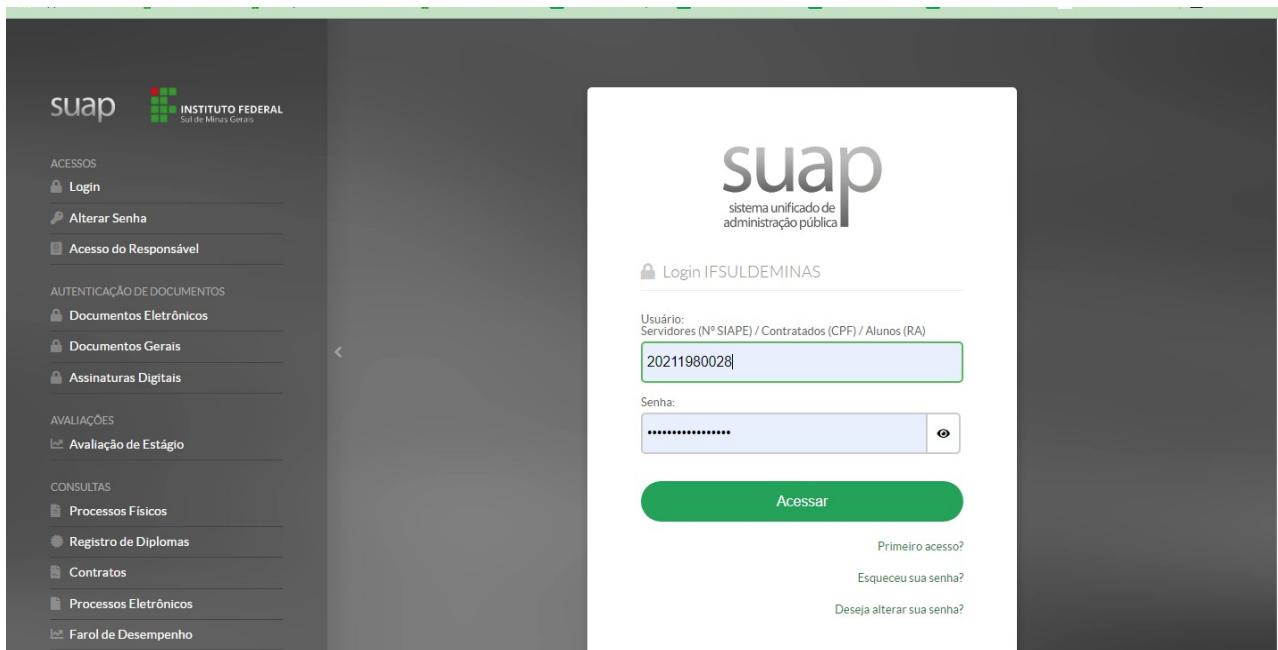 suap
INSTITUTO FEDERAL
Sul de Minas Gerais
ACESSOS
Login
Alterar Senha
Acesso do Responsável
AUTENTICAÇÃO DE DOCUMENTOS
Documentos Eletrônicos
Documentos Gerais
Assinaturas Digitais
AVALIAÇÕES
Avaliação de Estágio
CONSULTAS
Processos Físicos
Registro de Diplomas
Contratos
Processos Eletrônicos
Farol de Desempenho
suap
sistema unificado de
administração pública
Login IFSULDEMINAS
Usuário:
Servidores (Nº SIAPE) / Contratados (CPF) / Alunos (RA)
20211980028
Senha:
•••••••••••••••••
Acessar
Primeiro acesso?
Esqueceu sua senha?
Deseja alterar sua senha?